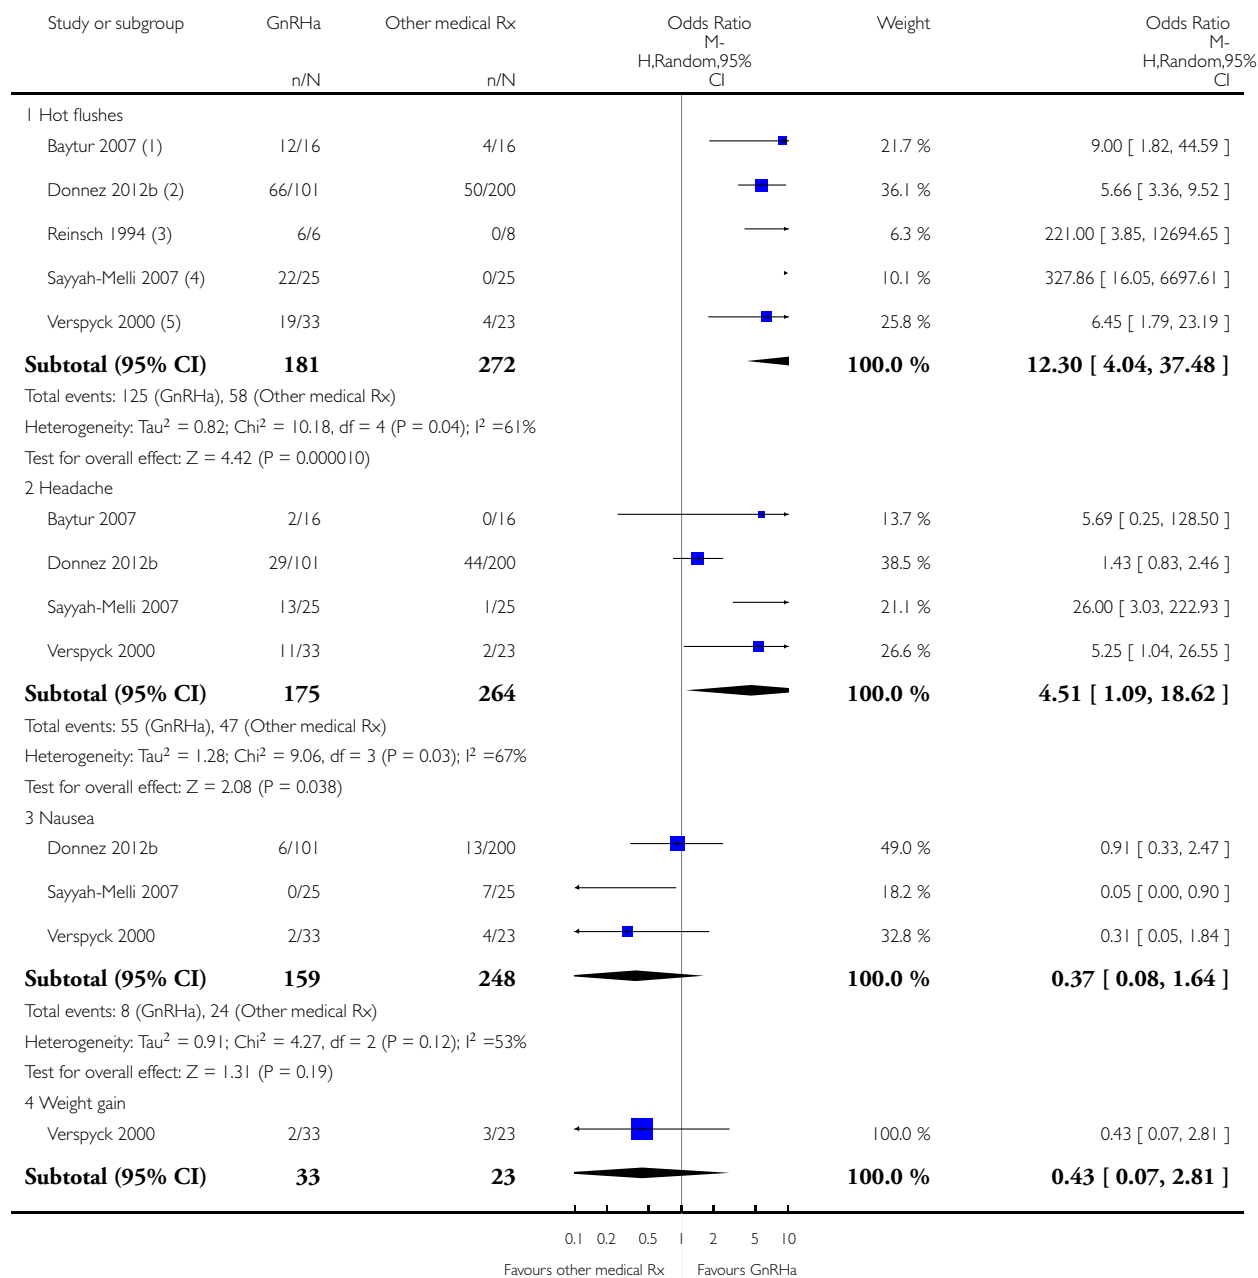 Study or subgroup GnRHa Other medical Rx Odds Ratio Weight Odds Ratio
M- M-
H,Random,95% H,Random,95%
n/N n/N CI CI
1 Hot flushes
Baytur 2007 (1) 12/16 4/16 21.7 % 9.00 [ 1.82, 44.59 ]
Donnez 2012b (2) 66/101 50/200 36.1 % 5.66 [ 3.36, 9.52 ]
Reinsch 1994 (3) 6/6 0/8 6.3 % 221.00 [ 3.85, 12694.65 ]
Sayyah-Melli 2007 (4) 22/25 0/25 10.1 % 327.86 [ 16.05, 6697.61 ]
Verspyck 2000 (5) 19/33 4/23 25.8 % 6.45 [ 1.79, 23.19 ]
Subtotal (95% CI) 181 272 100.0 % 12.30 [ 4.04, 37.48 ]
Total events: 125 (GnRHa), 58 (Other medical Rx)
Heterogeneity: Tau² = 0.82; Chi² = 10.18, df = 4 (P = 0.04); I² =61%
Test for overall effect: Z = 4.42 (P = 0.000010)
2 Headache
Baytur 2007 2/16 0/16 13.7 % 5.69 [ 0.25, 128.50 ]
Donnez 2012b 29/101 44/200 38.5 % 1.43 [ 0.83, 2.46 ]
Sayyah-Melli 2007 13/25 1/25 21.1 % 26.00 [ 3.03, 222.93 ]
Verspyck 2000 11/33 2/23 26.6 % 5.25 [ 1.04, 26.55 ]
Subtotal (95% CI) 175 264 100.0 % 4.51 [ 1.09, 18.62 ]
Total events: 55 (GnRHa), 47 (Other medical Rx)
Heterogeneity: Tau² = 1.28; Chi² = 9.06, df = 3 (P = 0.03); I² =67%
Test for overall effect: Z = 2.08 (P = 0.038)
3 Nausea
Donnez 2012b 6/101 13/200 49.0 % 0.91 [ 0.33, 2.47 ]
Sayyah-Melli 2007 0/25 7/25 18.2 % 0.05 [ 0.00, 0.90 ]
Verspyck 2000 2/33 4/23 32.8 % 0.31 [ 0.05, 1.84 ]
Subtotal (95% CI) 159 248 100.0 % 0.37 [ 0.08, 1.64 ]
Total events: 8 (GnRHa), 24 (Other medical Rx)
Heterogeneity: Tau² = 0.91; Chi² = 4.27, df = 2 (P = 0.12); I² =53%
Test for overall effect: Z = 1.31 (P = 0.19)
4 Weight gain
Verspyck 2000 2/33 3/23 100.0 % 0.43 [ 0.07, 2.81 ]
Subtotal (95% CI) 33 23 100.0 % 0.43 [ 0.07, 2.81 ]
0.1 0.2 0.5 1 2 5 10
Favours other medical Rx Favours GnRHa